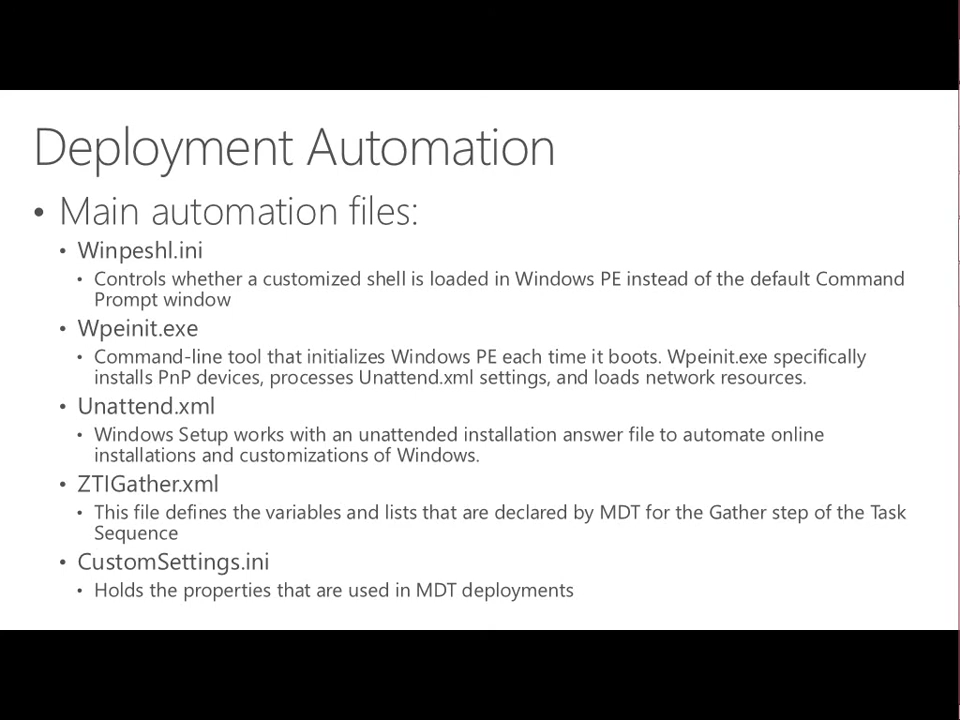 Deployment Automation
• Main automation files:
• Winpeshl.ini
• Controls whether a customized shell is loaded in Windows PE instead of the default Command
Prompt window
• Wpeinit.exe
• Command-line tool that initializes Windows PE each time it boots. Wpeinit.exe specifically
installs PnP devices, processes Unattend.xml settings, and loads network resources.
• Unattend.xml
• Windows Setup works with an unattended installation answer file to automate online
installations and customizations of Windows.
• ZTIGather.xml
• This file defines the variables and lists that are declared by MDT for the Gather step of the Task
Sequence
• CustomSettings.ini
• Holds the properties that are used in MDT deployments